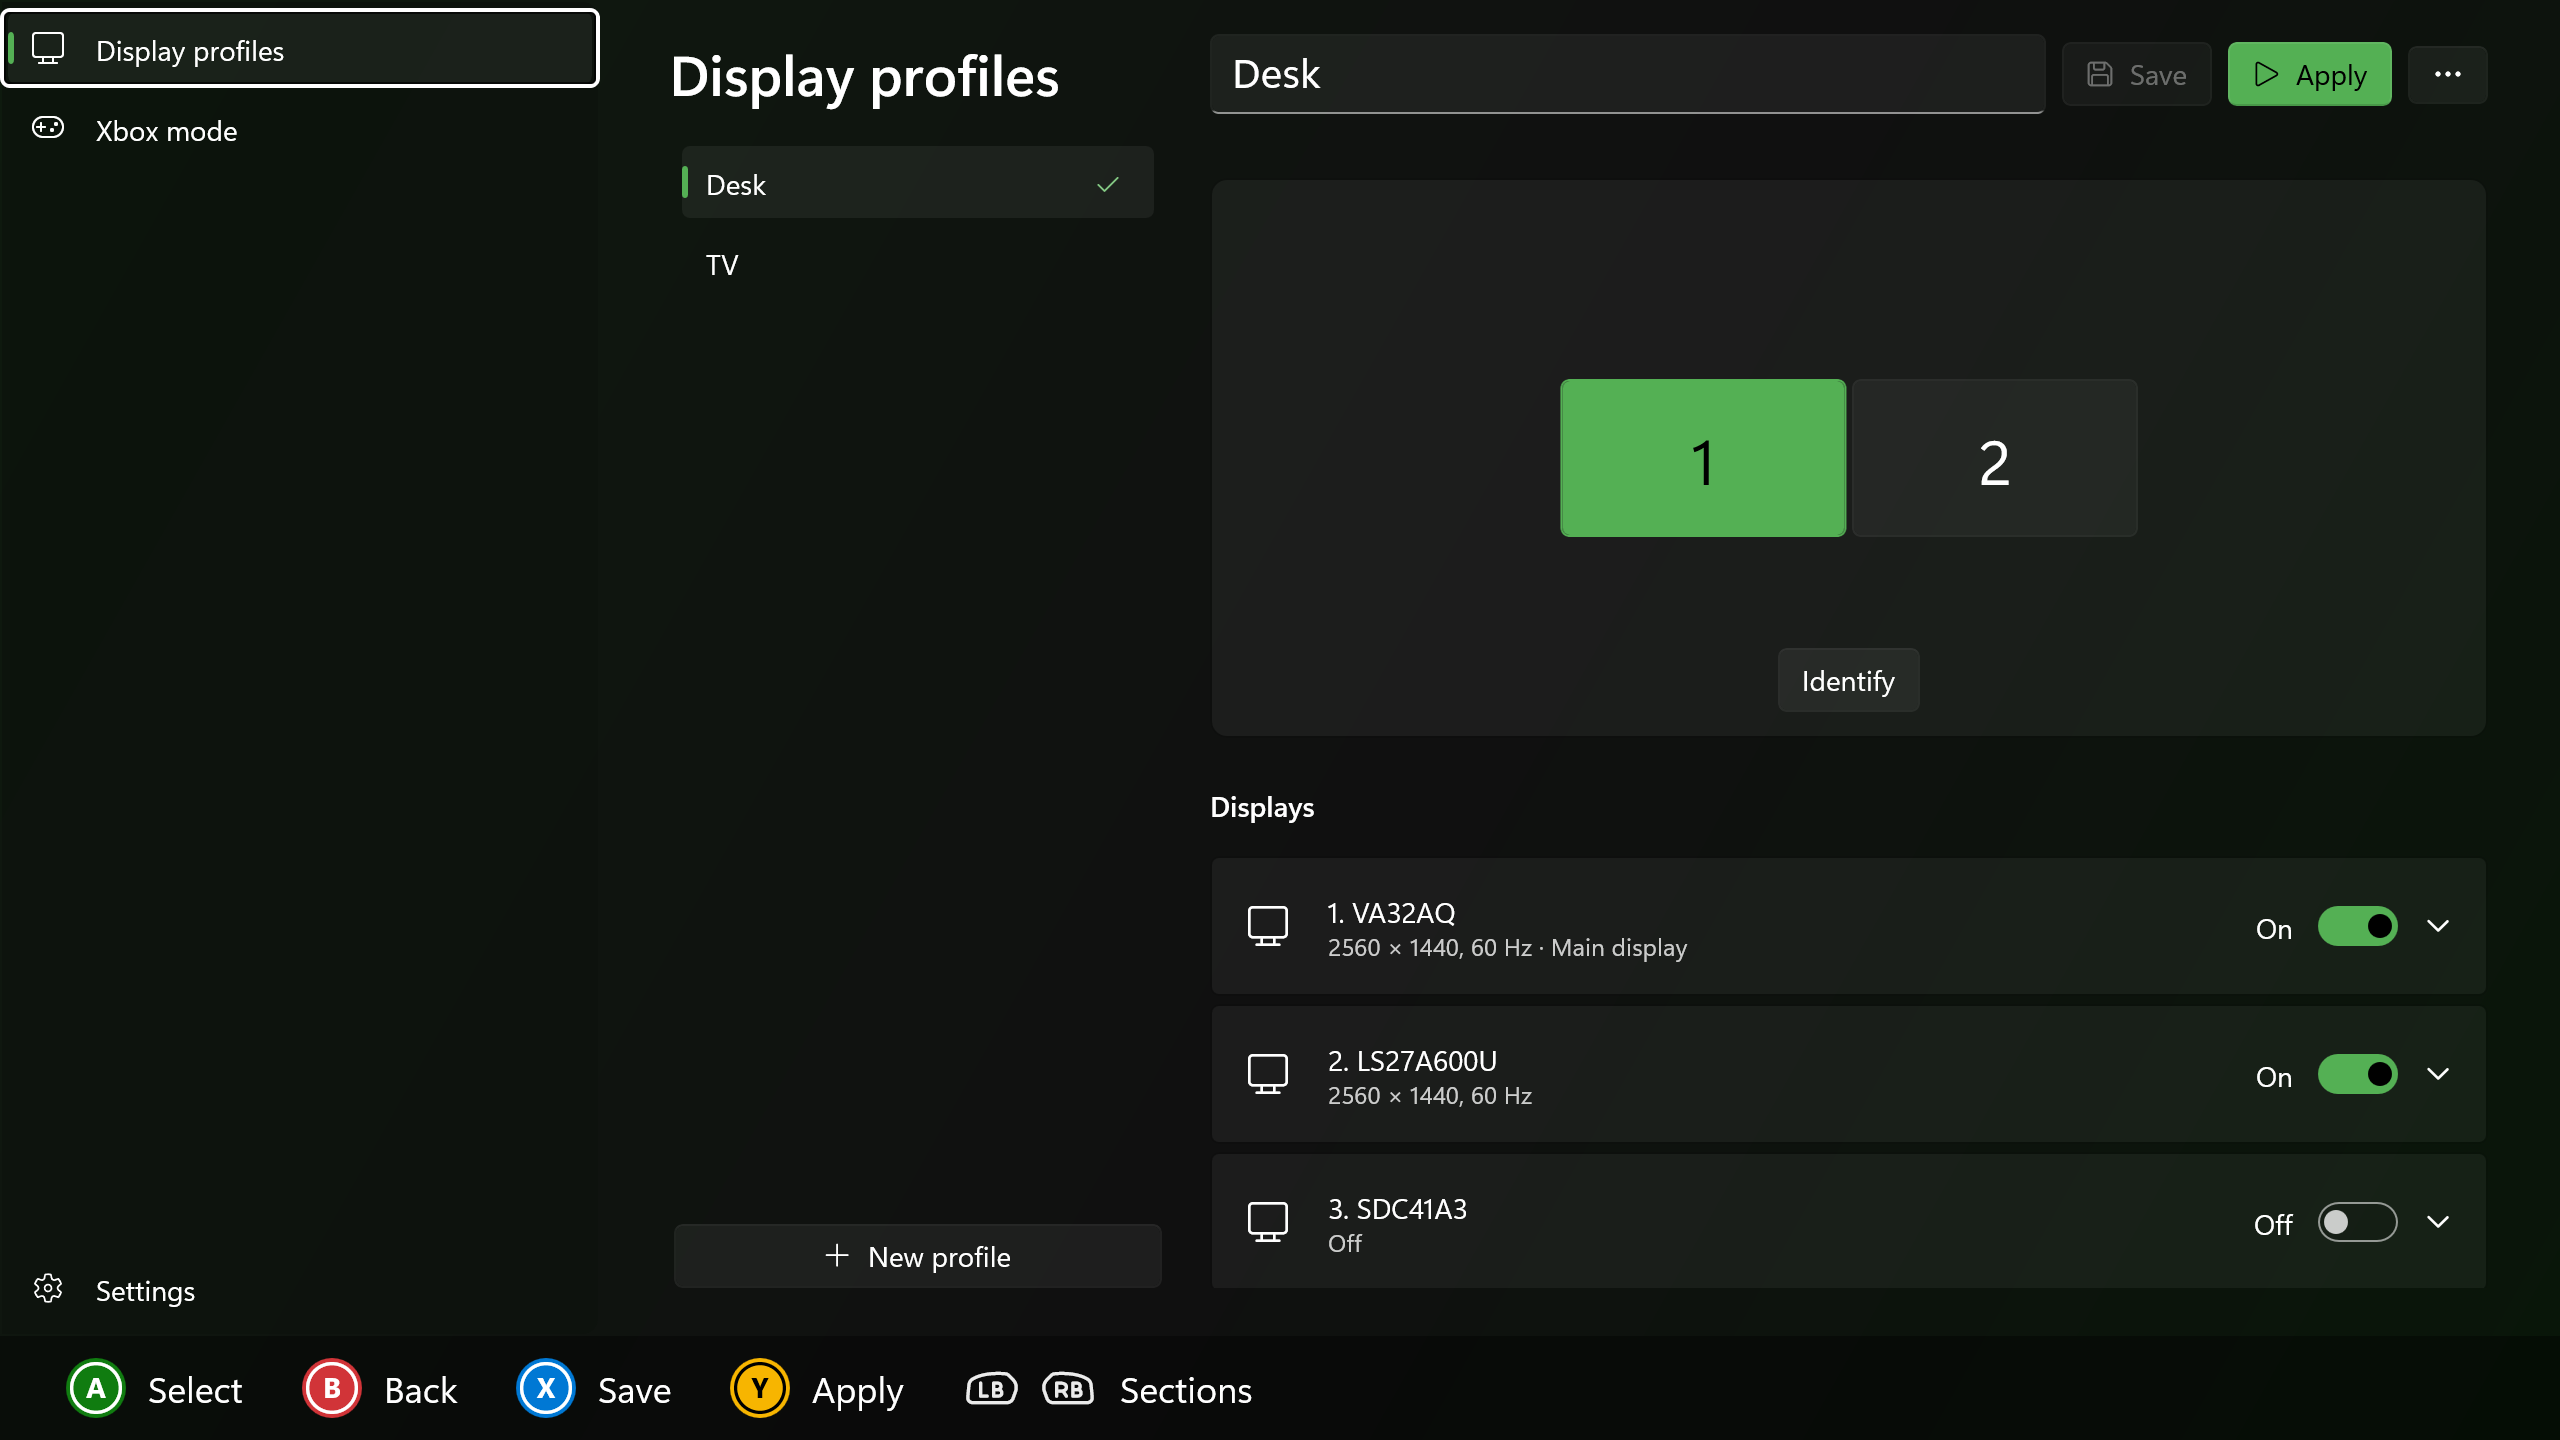 Display profiles
Xbox mode
Settings
Display profiles
Desk
TV
New profile
Desk
Save
Apply
1
2
Identify
Displays
1. VA32AQ
2560 × 1440, 60 Hz · Main display
On
2. LS27A600U
2560 × 1440, 60 Hz
On
3. SDC41A3
Off
Off
A Select B Back X Save Y Apply LB RB Sections